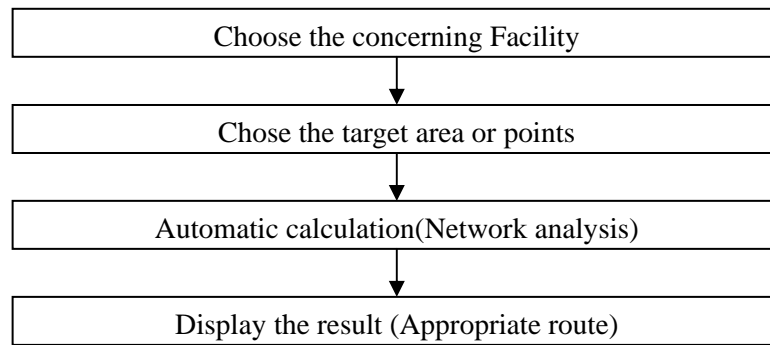 Choose the concerning Facility
Chose the target area or points
Automatic calculation(Network analysis)
Display the result (Appropriate route)